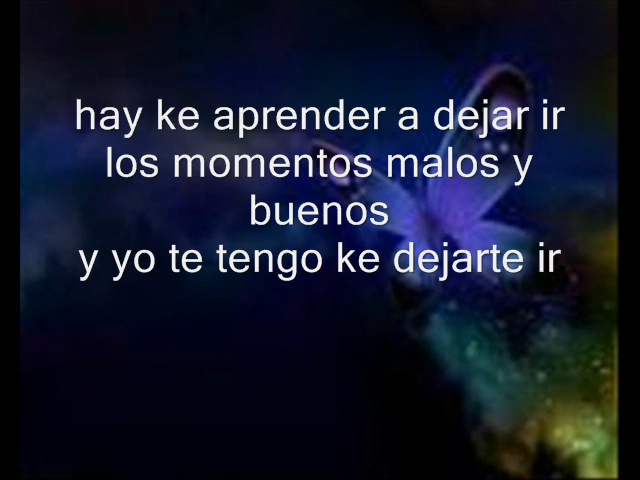 hay ke aprender a dejar ir
los momentos malos y
buenos
y yo te tengo ke dejarte ir